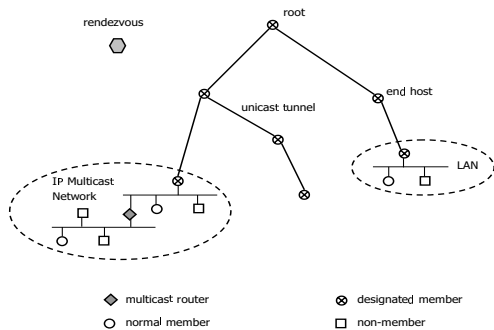 root
rendezvous
end host
unicast tunnel
LAN
IP Multicast
Network
multicast router
designated member
normal member
non-member